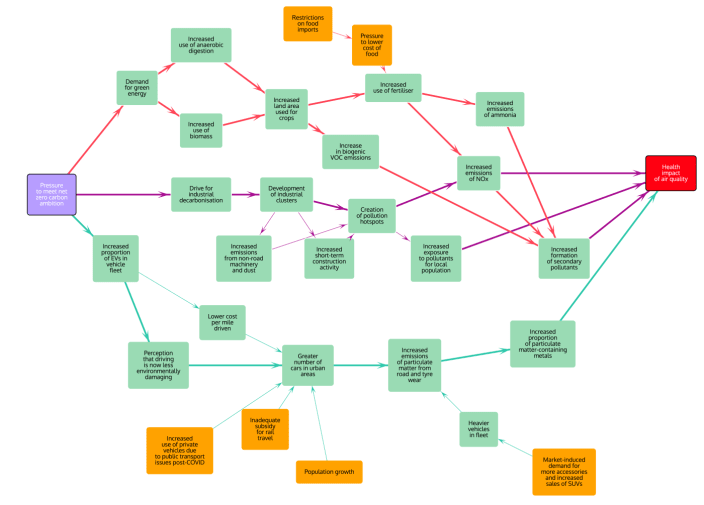 Restrictions
on food
imports
Pressure
to lower
cost of
food
Increased
use of anaerobic
digestion
Demand
for green
energy
Increased
use of
biomass
Increased
land area
used for
crops
Increased
use of fertiliser
Increased
emissions
of ammonia
Increase
in biogenic
VOC emissions
Increased
emissions
of NOx
Health
impact
of air quality
Pressure
to meet net
zero carbon
ambition
Drive for
industrial
decarbonisation
Development
of industrial
clusters
Creation
of pollution
hotspots
Increased
proportion
of EVs in
vehicle
fleet
Increased
emissions
from non-road
machinery
and dust
Increased
short-term
construction
activity
Increased
exposure
to pollutants
for local
population
Increased
formation
of secondary
pollutants
Lower cost
per mile
driven
Perception
that driving
is now less
environmentally
damaging
Greater
number of
cars in urban
areas
Increased
emissions
of particulate
matter from
road and tyre
wear
Increased
proportion
of particulate
matter-containing
metals
Increased
use of private
vehicles due
to public transport
issues post-COVID
Inadequate
subsidy
for rail
travel
Population growth
Heavier
vehicles
in fleet
Market-induced
demand for
more accessories
and increased
sales of SUVs